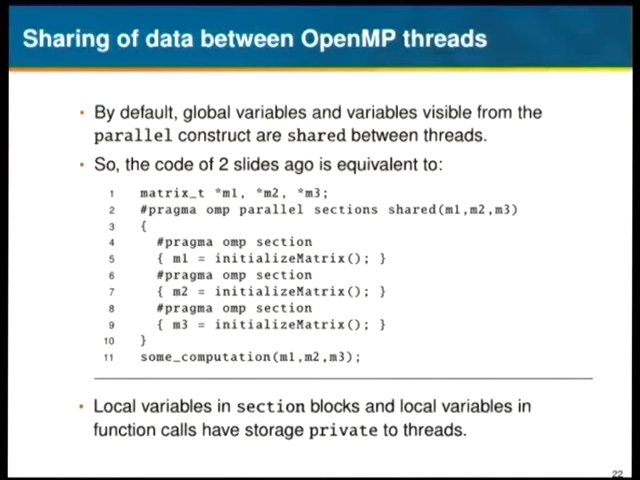 Sharing of data between OpenMP threads
• By default, global variables and variables visible from the
parallel construct are shared between threads.
• So, the code of 2 slides ago is equivalent to:
1 matrix_t *m1, *m2, *m3;
2 #pragma omp parallel sections shared(m1,m2,m3)
3 {
4 #pragma omp section
5 { m1 = initializeMatrix(); }
6 #pragma omp section
7 { m2 = initializeMatrix(); }
8 #pragma omp section
9 { m3 = initializeMatrix(); }
10 }
11 some_computation(m1,m2,m3);
• Local variables in section blocks and local variables in
function calls have storage private to threads.
22